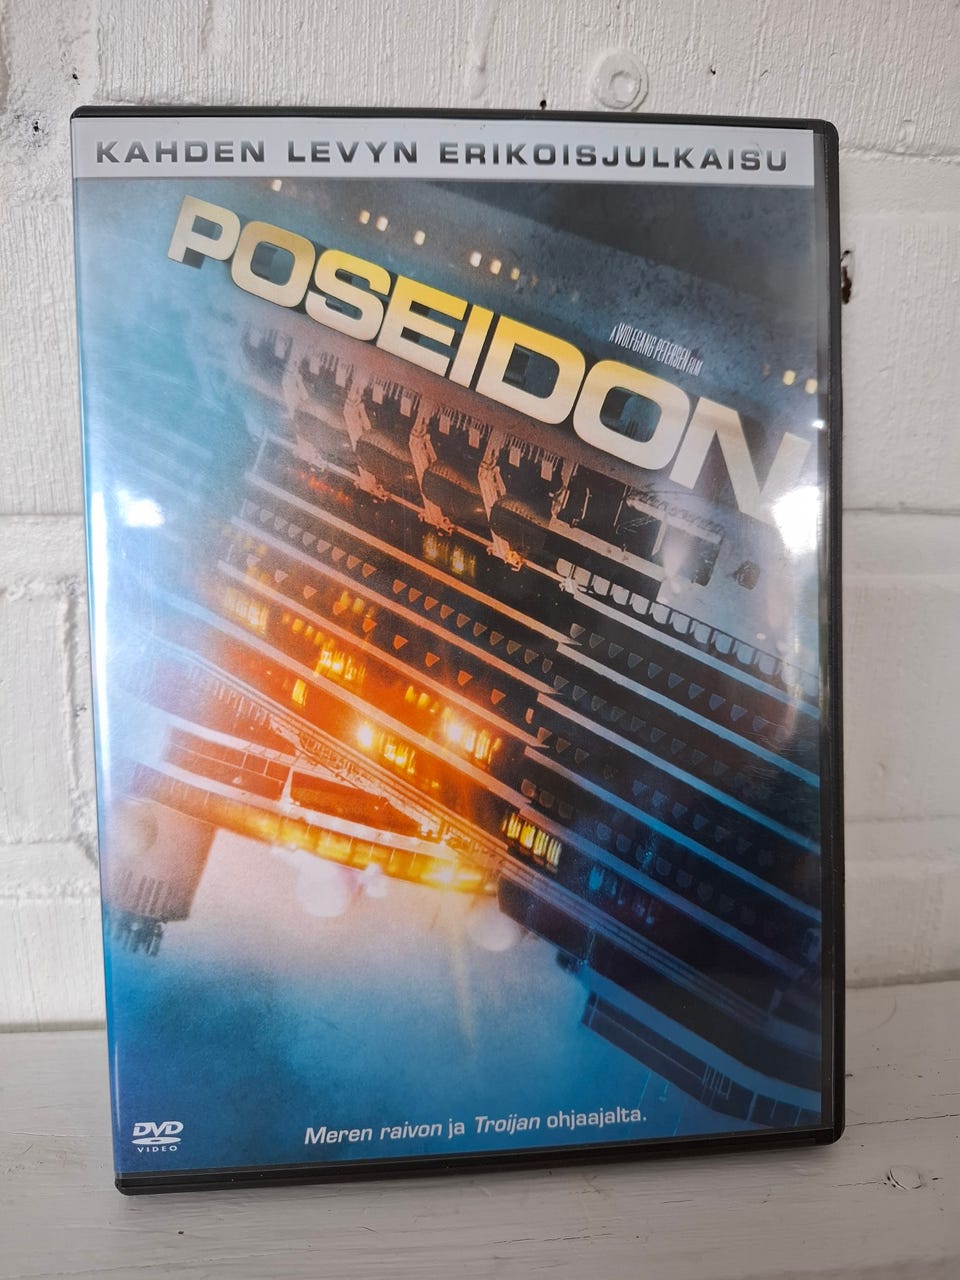 KAHDEN LEVYN ERIKOISJULKAISU
POSEIDON
A WOLFGANG PETERSEN FILM
Meren raivon ja Troijan ohjaajalta.
DVD
VIDEO